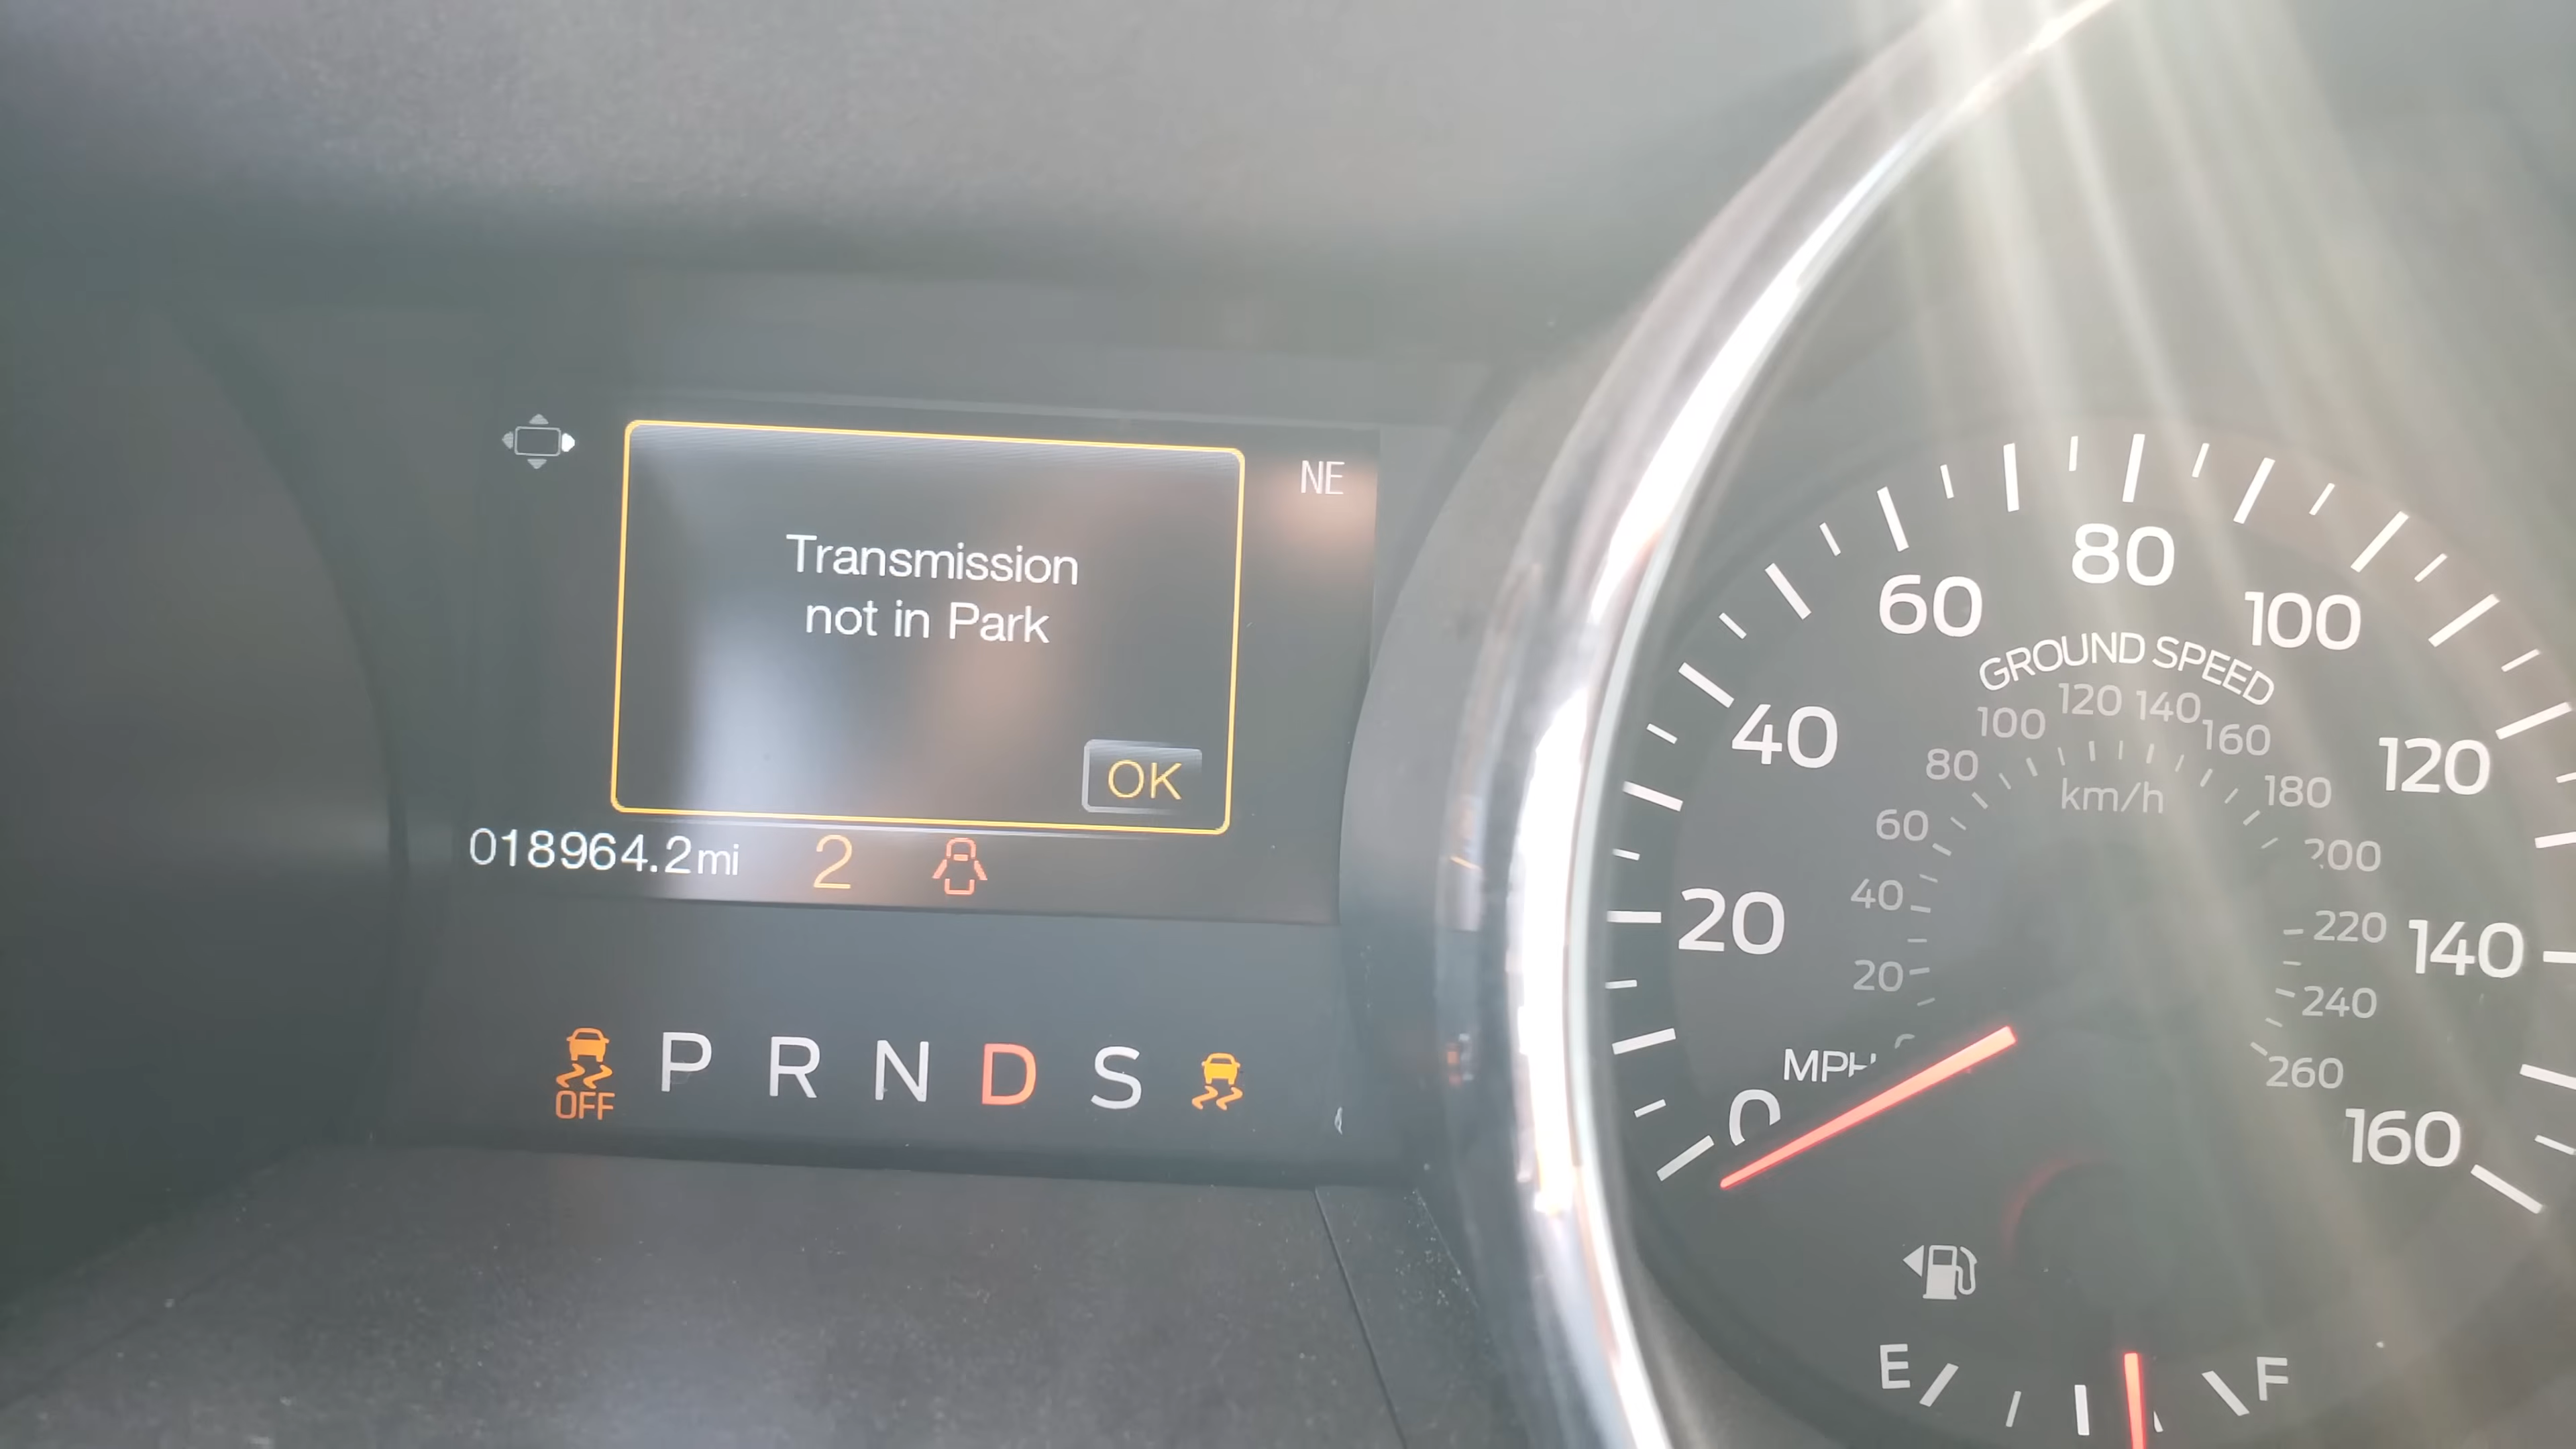 NE
Transmission
not in Park
OK
018964.2mi 2
OFF P R N D S
0 20 40 60 80 100 120 140 160
GROUND SPEED
20 40 60 80 100 120 140 160 180 200 220 240 260
km/h
MPH
E F